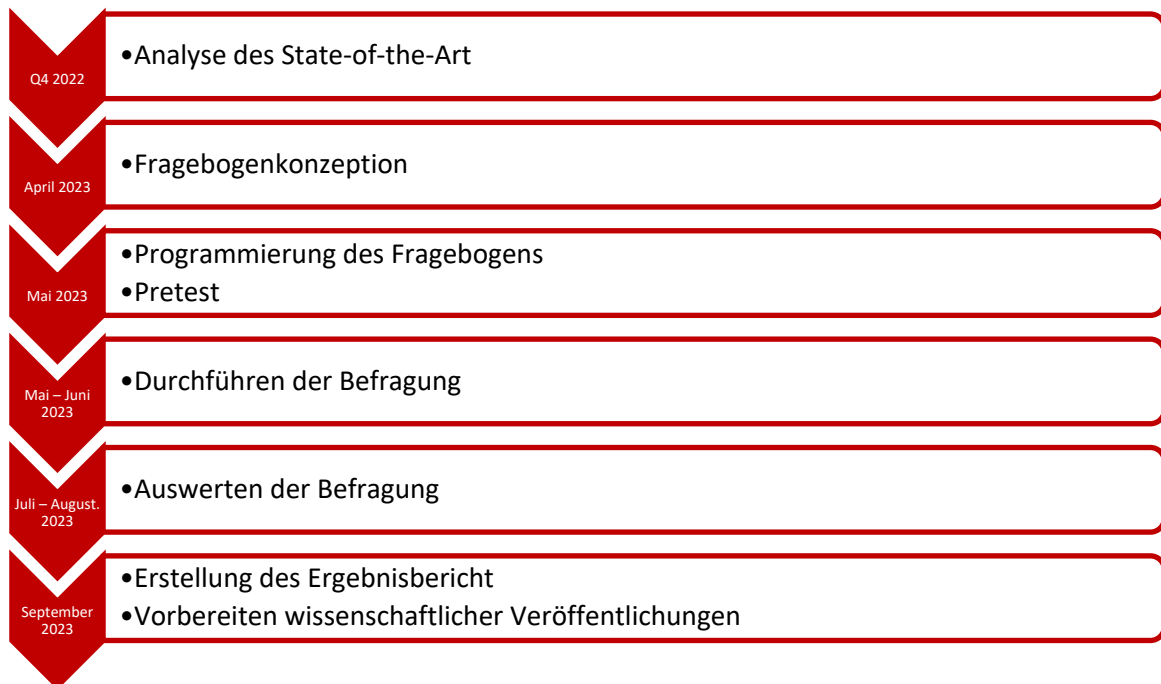 Q4 2022
•Analyse des State-of-the-Art
April 2023
•Fragebogenkonzeption
Mai 2023
•Programmierung des Fragebogens
•Pretest
Mai – Juni
2023
•Durchführen der Befragung
Juli – August.
2023
•Auswerten der Befragung
September
2023
•Erstellung des Ergebnisbericht
•Vorbereiten wissenschaftlicher Veröffentlichungen